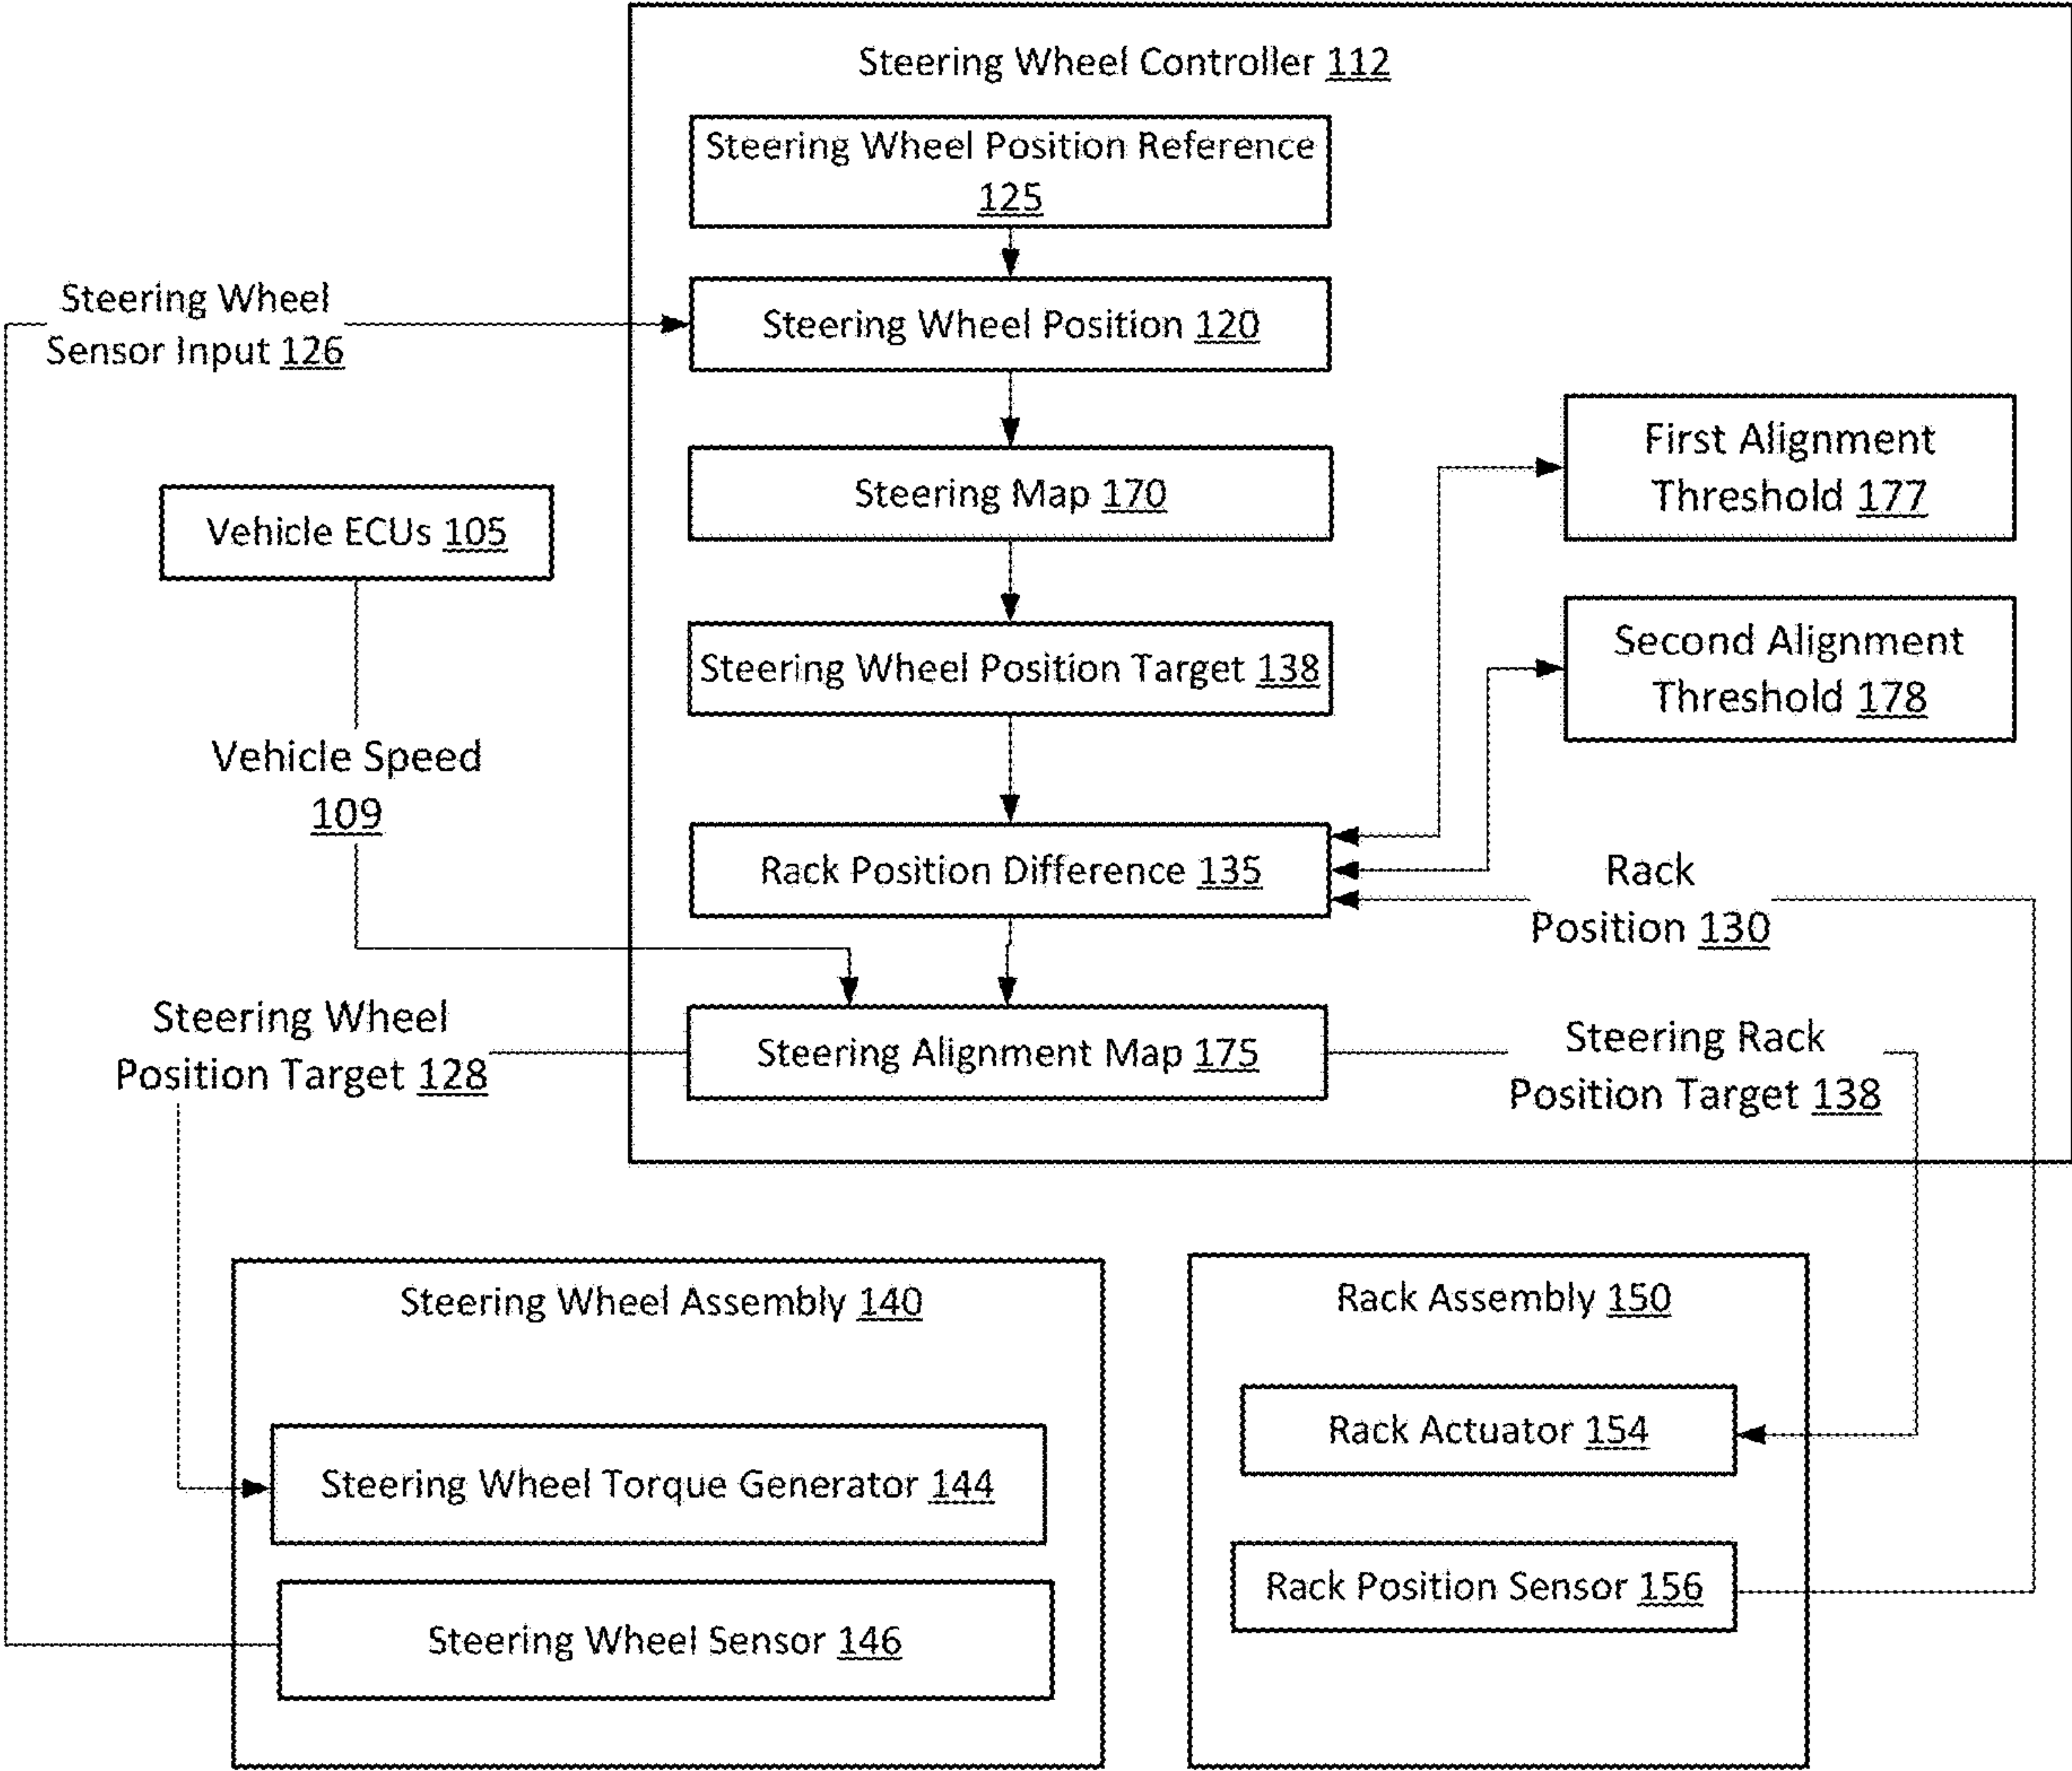 Steering Wheel Controller 112
Steering Wheel Position Reference
125
Steering Wheel
Sensor Input 126
Steering Wheel Position 120
First Alignment
Threshold 177
Steering Map 170
Vehicle ECUs 105
Second Alignment
Threshold 178
Steering Wheel Position Target 138
Vehicle Speed
109
Rack Position Difference 135
Rack
Position 130
Steering Wheel
Position Target 128
Steering Alignment Map 175
Steering Rack
Position Target 138
Steering Wheel Assembly 140
Steering Wheel Torque Generator 144
Steering Wheel Sensor 146
Rack Assembly 150
Rack Actuator 154
Rack Position Sensor 156